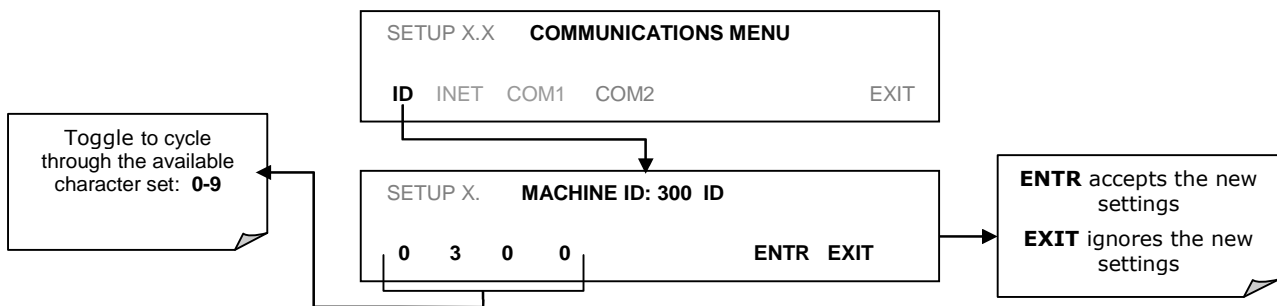 SETUP X.X COMMUNICATIONS MENU
ID INET COM1 COM2 EXIT
Toggle to cycle
through the available
character set: 0-9
SETUP X. MACHINE ID: 300 ID
0 3 0 0 ENTR EXIT
ENTR accepts the new
settings
EXIT ignores the new
settings